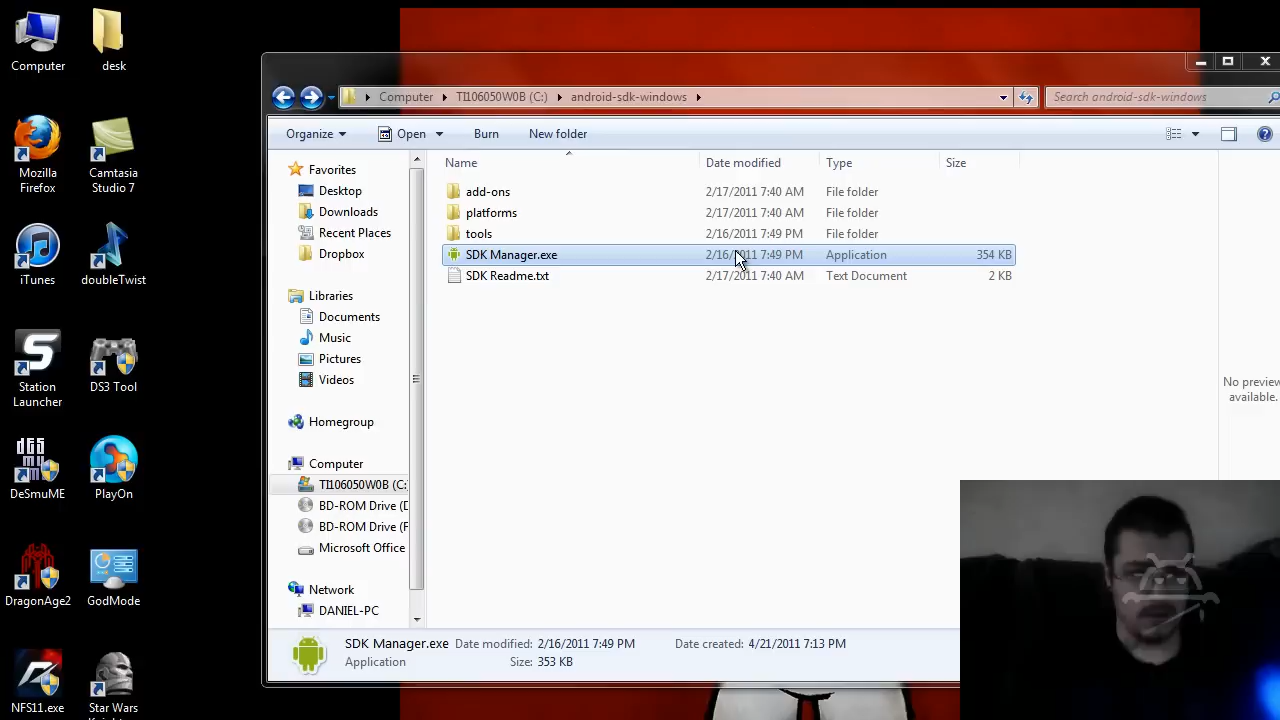 Computer
desk
Mozilla
Firefox
Camtasia
Studio 7
iTunes
doubleTwist
Station
Launcher
DS3 Tool
DeSmuME
PlayOn
DragonAge2
GodMode
NFS11.exe
Star Wars
Computer
TI106050W0B (C:)
android-sdk-windows
Search android-sdk-windows
Organize
Open
Burn
New folder
Favorites
Desktop
Downloads
Recent Places
Dropbox
Libraries
Documents
Music
Pictures
Videos
Homegroup
Computer
TI106050W0B (C:
BD-ROM Drive (D
BD-ROM Drive (F
Microsoft Office
Network
DANIEL-PC
Name Date modified Type Size
add-ons 2/17/2011 7:40 AM File folder
platforms 2/17/2011 7:40 AM File folder
tools 2/16/2011 7:49 PM File folder
SDK Manager.exe 2/16/2011 7:49 PM Application 354 KB
SDK Readme.txt 2/17/2011 7:40 AM Text Document 2 KB
No preview
available.
SDK Manager.exe Date modified: 2/16/2011 7:49 PM Date created: 4/21/2011 7:13 PM
Application Size: 353 KB